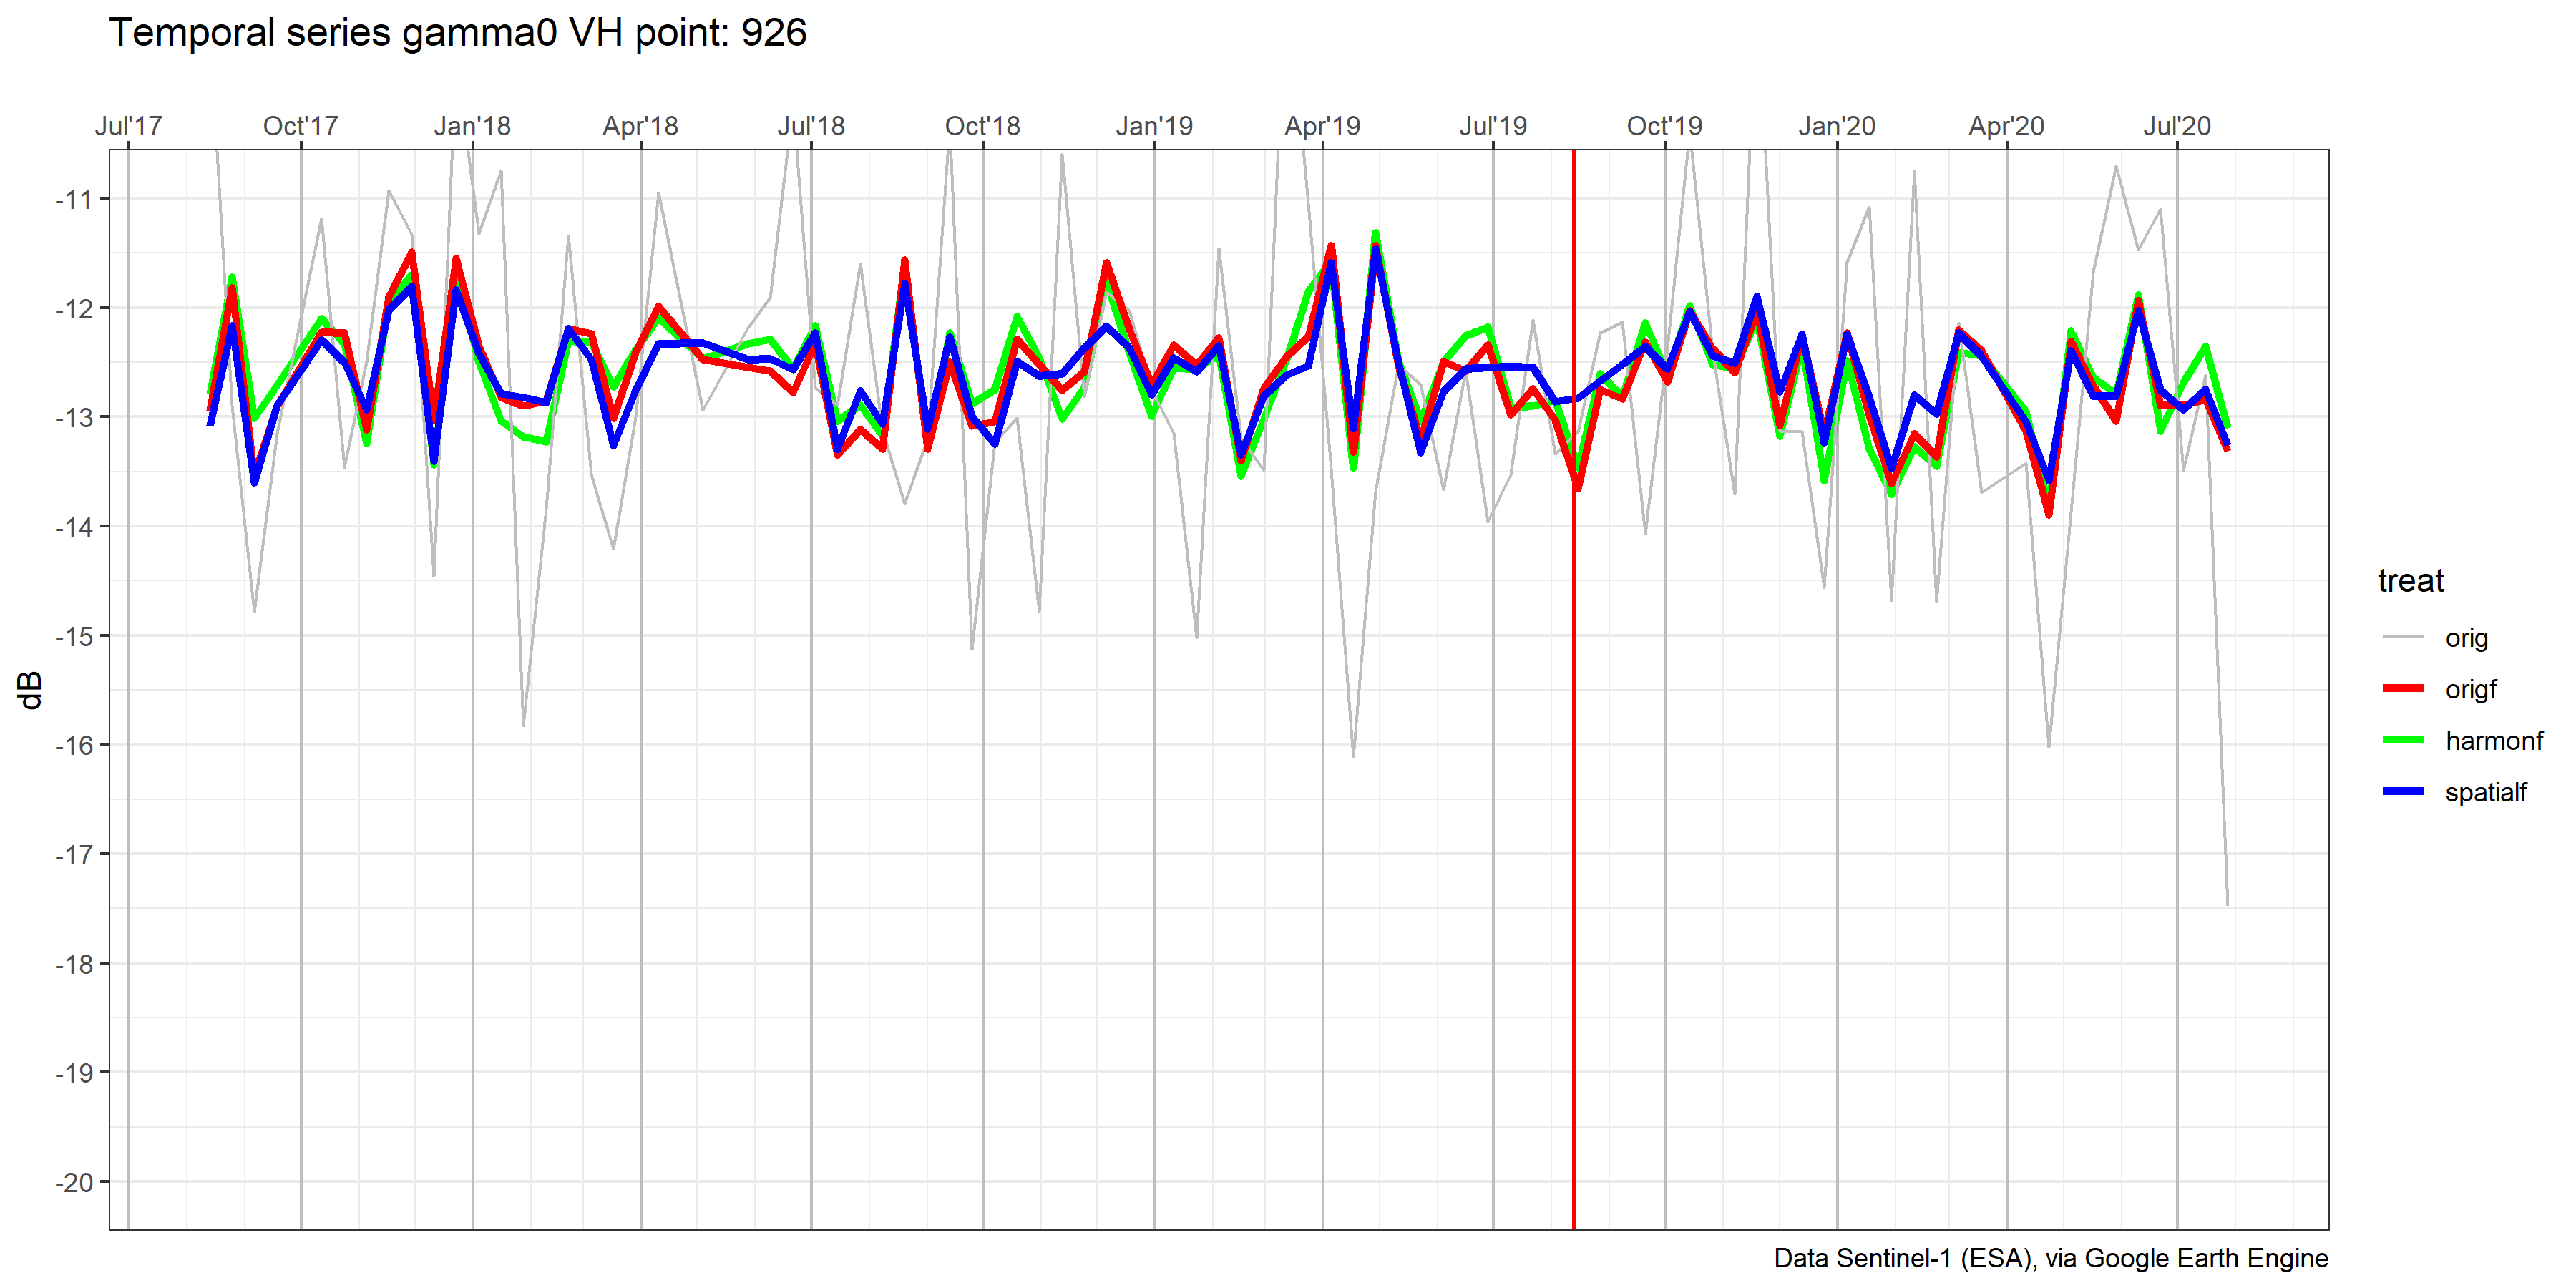 Temporal series gamma0 VH point: 926
Jul'17 Oct'17 Jan'18 Apr'18 Jul'18 Oct'18 Jan'19 Apr'19 Jul'19 Oct'19 Jan'20 Apr'20 Jul'20
-11
-12
-13
-14
-15
-16
-17
-18
-19
-20
dB
treat
orig
origf
harmonf
spatialf
Data Sentinel-1 (ESA), via Google Earth Engine